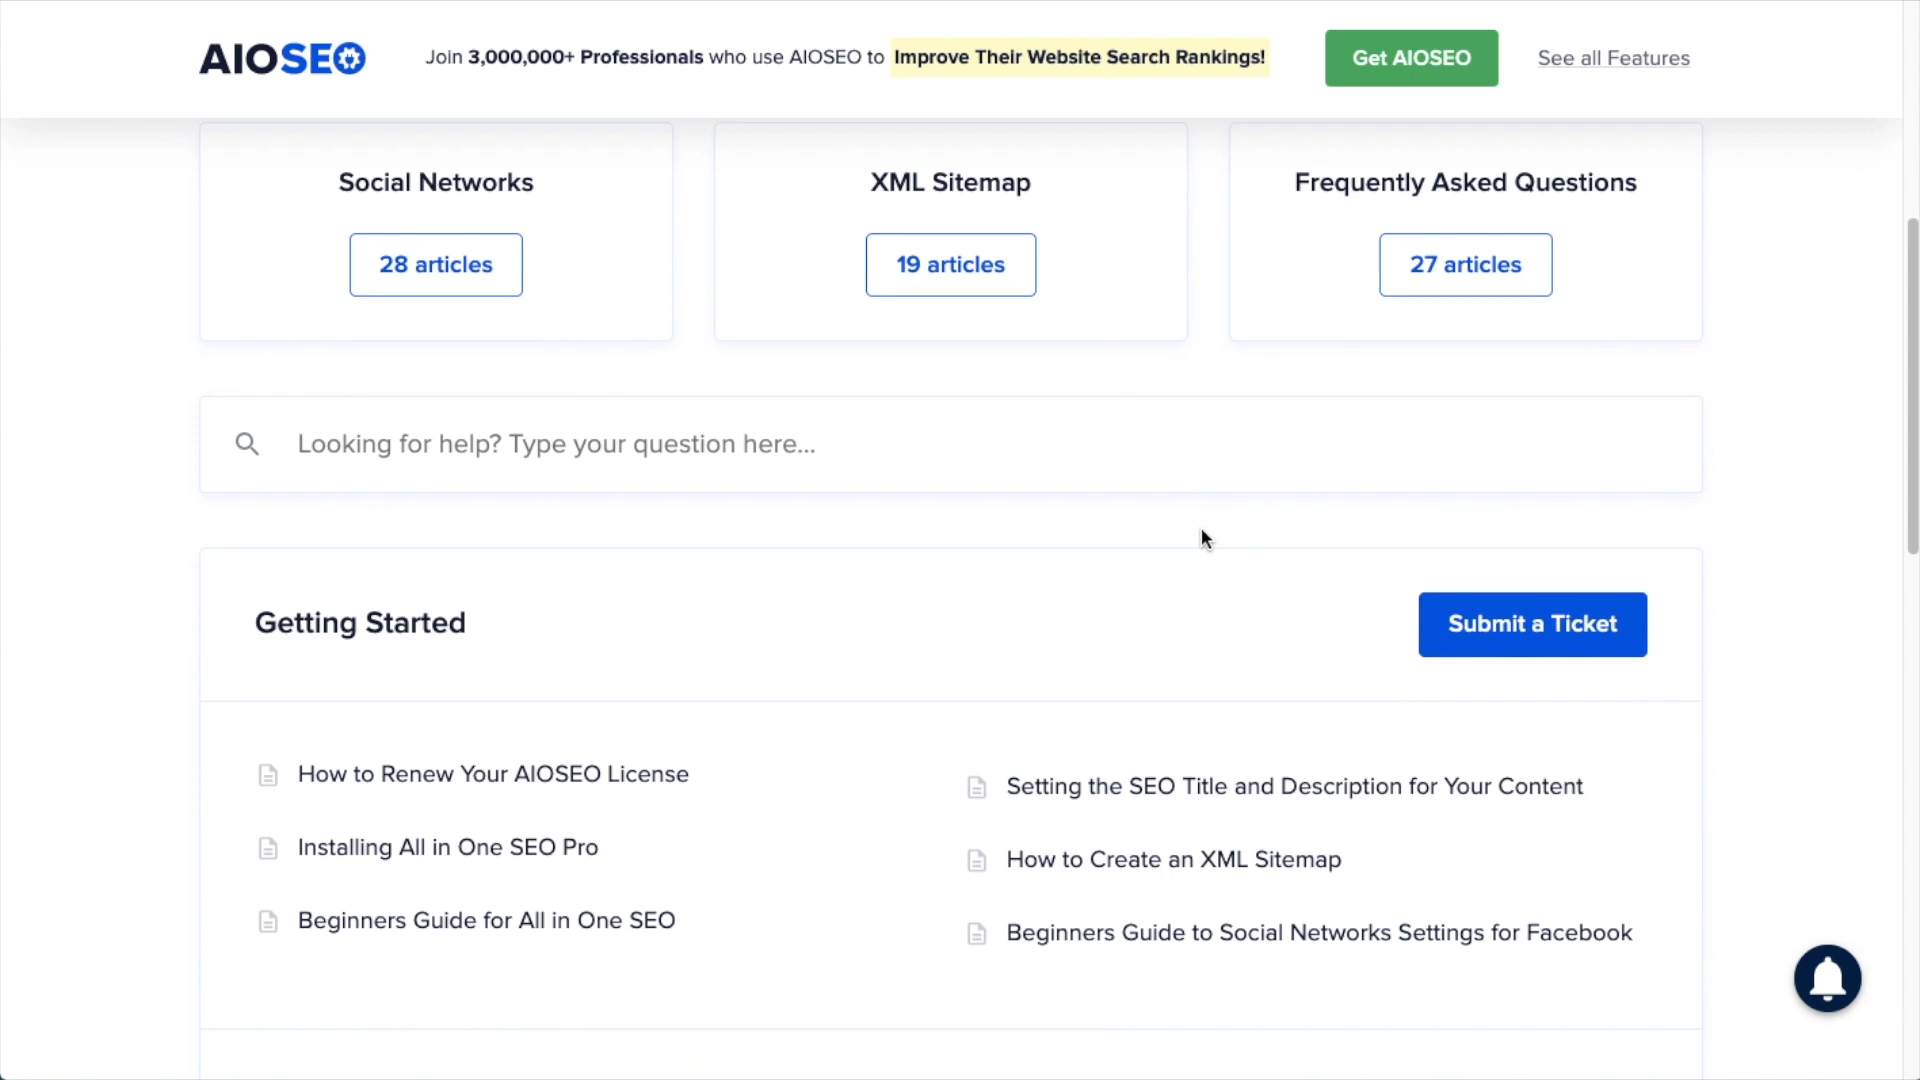 AIOSEO
Join 3,000,000+ Professionals who use AIOSEO to Improve Their Website Search Rankings!
Get AIOSEO
See all Features
Social Networks
28 articles
XML Sitemap
19 articles
Frequently Asked Questions
27 articles
Looking for help? Type your question here...
Getting Started
Submit a Ticket
How to Renew Your AIOSEO License
Installing All in One SEO Pro
Beginners Guide for All in One SEO
Setting the SEO Title and Description for Your Content
How to Create an XML Sitemap
Beginners Guide to Social Networks Settings for Facebook